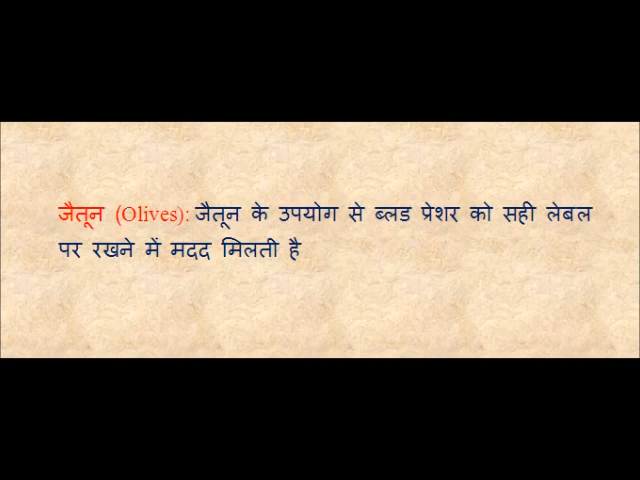 जैतून (Olives): जैतून के उपयोग से ब्लड प्रेशर को सही लेबल
पर रखने में मदद मिलती है